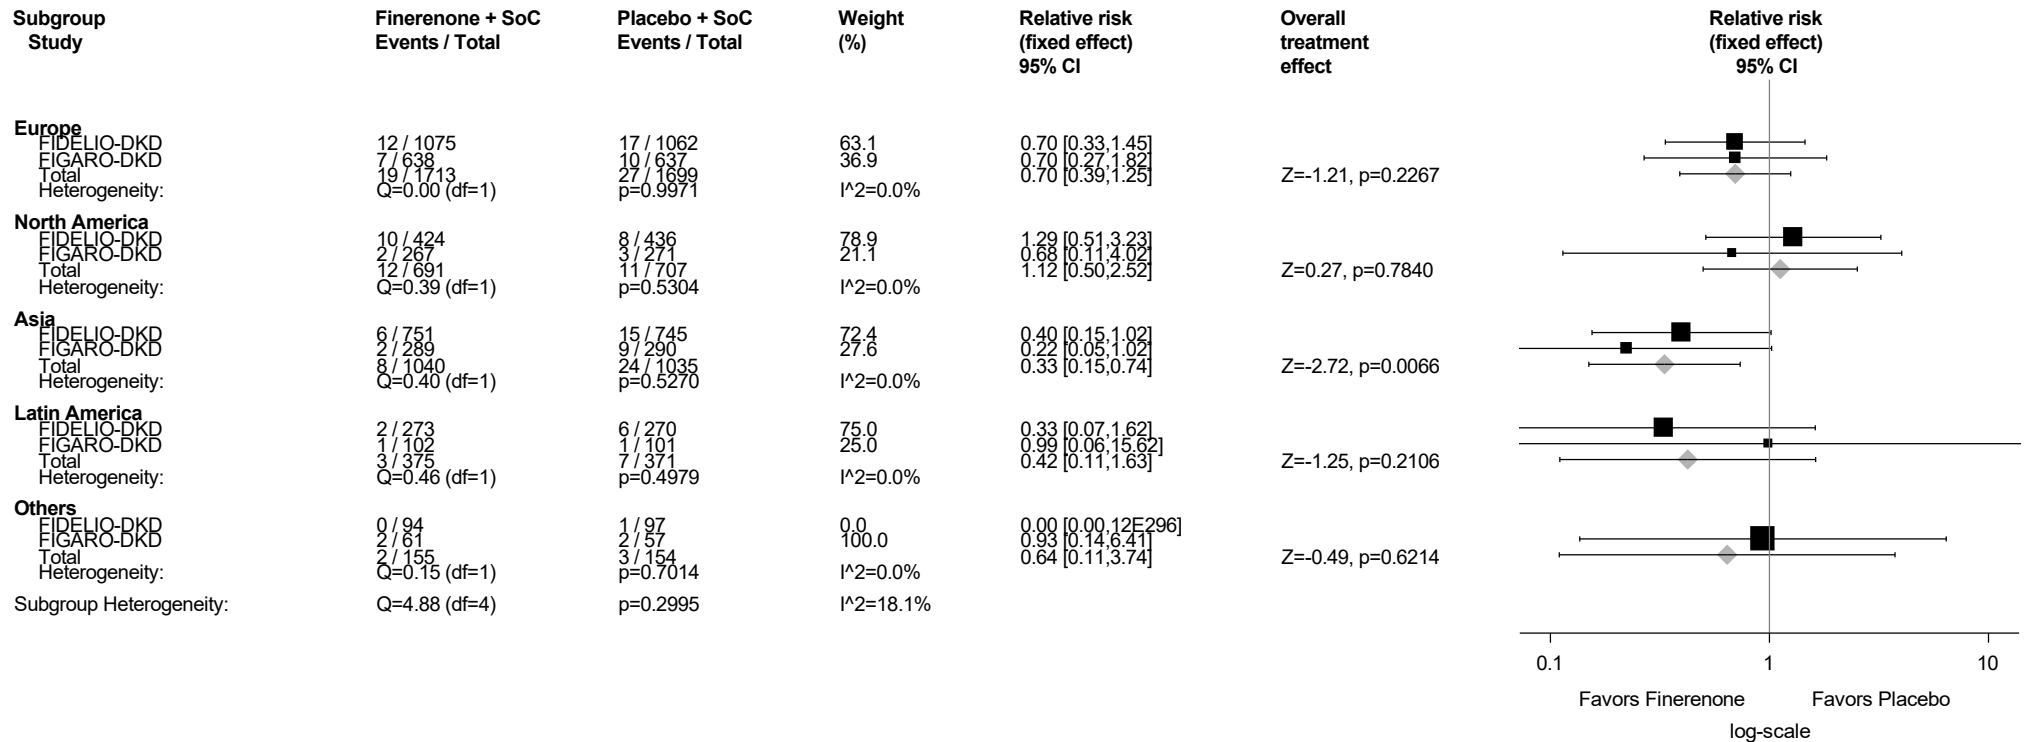 Subgroup Finerenone + SoC Placebo + SoC Weight Relative risk Overall Relative risk
Study Events / Total Events / Total (%) (fixed effect) treatment (fixed effect)
95% CI effect 95% CI
Europe
FIDELIO-DKD 12 / 1075 17 / 1062 63.1 0.70 [0.33,1.45]
FIGARO-DKD 7 / 638 10 / 637 36.9 0.70 [0.27,1.82]
Total 19 / 1713 27 / 1699 0.70 [0.39,1.25] Z=-1.21, p=0.2267
Heterogeneity: Q=0.00 (df=1) p=0.9971 I^2=0.0%
North America
FIDELIO-DKD 10 / 424 8 / 436 78.9 1.29 [0.51,3.23]
FIGARO-DKD 2 / 267 3 / 271 21.1 0.68 [0.11,4.02]
Total 12 / 691 11 / 707 1.12 [0.50,2.52] Z=0.27, p=0.7840
Heterogeneity: Q=0.39 (df=1) p=0.5304 I^2=0.0%
Asia
FIDELIO-DKD 6 / 751 15 / 745 72.4 0.40 [0.15,1.02]
FIGARO-DKD 2 / 289 9 / 290 27.6 0.22 [0.05,1.02]
Total 8 / 1040 24 / 1035 0.33 [0.15,0.74] Z=-2.72, p=0.0066
Heterogeneity: Q=0.40 (df=1) p=0.5270 I^2=0.0%
Latin America
FIDELIO-DKD 2 / 273 6 / 270 75.0 0.33 [0.07,1.62]
FIGARO-DKD 1 / 102 1 / 101 25.0 0.99 [0.06,15.62]
Total 3 / 375 7 / 371 0.42 [0.11,1.63] Z=-1.25, p=0.2106
Heterogeneity: Q=0.46 (df=1) p=0.4979 I^2=0.0%
Others
FIDELIO-DKD 0 / 94 1 / 97 0.0 0.00 [0.00,12E296]
FIGARO-DKD 2 / 61 2 / 57 100.0 0.93 [0.14,6.41]
Total 2 / 155 3 / 154 0.64 [0.11,3.74] Z=-0.49, p=0.6214
Heterogeneity: Q=0.15 (df=1) p=0.7014 I^2=0.0%
Subgroup Heterogeneity: Q=4.88 (df=4) p=0.2995 I^2=18.1%
0.1 1 10
Favors Finerenone Favors Placebo
log-scale